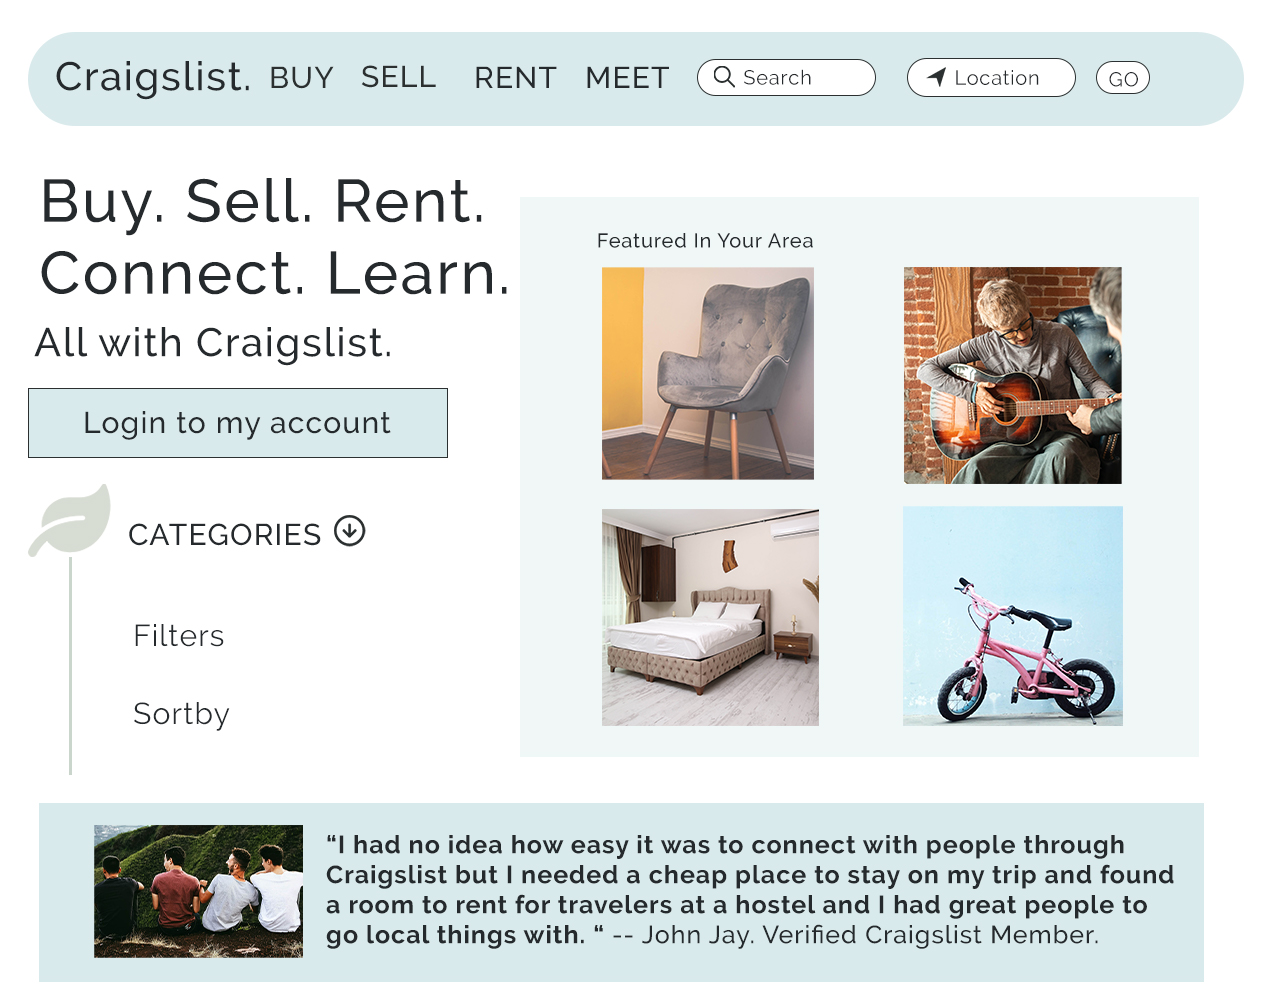 Craigslist. BUY SELL RENT MEET Search Location GO
Buy. Sell. Rent.
Connect. Learn.
All with Craigslist.
Login to my account
CATEGORIES
Filters
Sortby
Featured In Your Area
“I had no idea how easy it was to connect with people through
Craigslist but I needed a cheap place to stay on my trip and found
a room to rent for travelers at a hostel and I had great people to
go local things with. “ -- John Jay. Verified Craigslist Member.